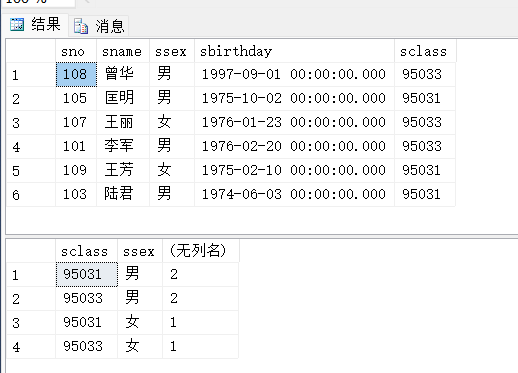 100 %
结果 消息
sno sname ssex sbirthday sclass
1 108 曾华 男 1997-09-01 00:00:00.000 95033
2 105 匡明 男 1975-10-02 00:00:00.000 95031
3 107 王丽 女 1976-01-23 00:00:00.000 95033
4 101 李军 男 1976-02-20 00:00:00.000 95033
5 109 王芳 女 1975-02-10 00:00:00.000 95031
6 103 陆君 男 1974-06-03 00:00:00.000 95031
sclass ssex (无列名)
1 95031 男 2
2 95033 男 2
3 95031 女 1
4 95033 女 1